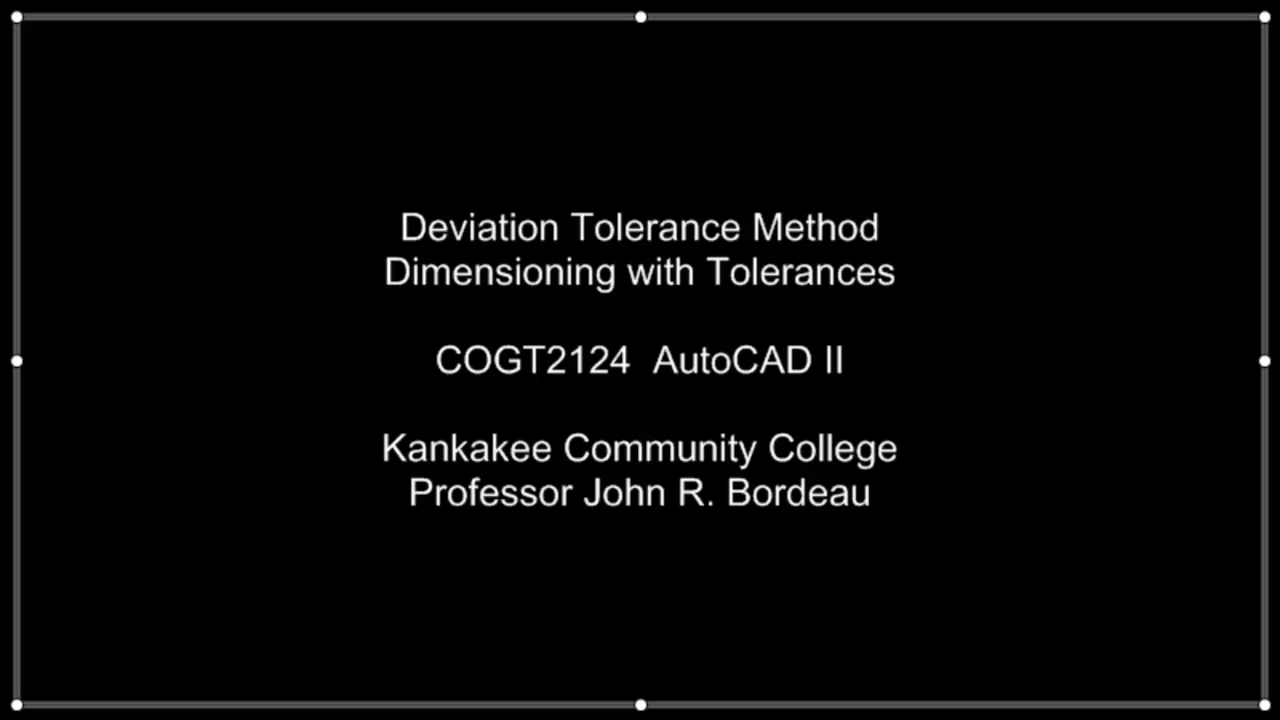 Deviation Tolerance Method
Dimensioning with Tolerances
COGT2124  AutoCAD II
Kankakee Community College
Professor John R. Bordeau